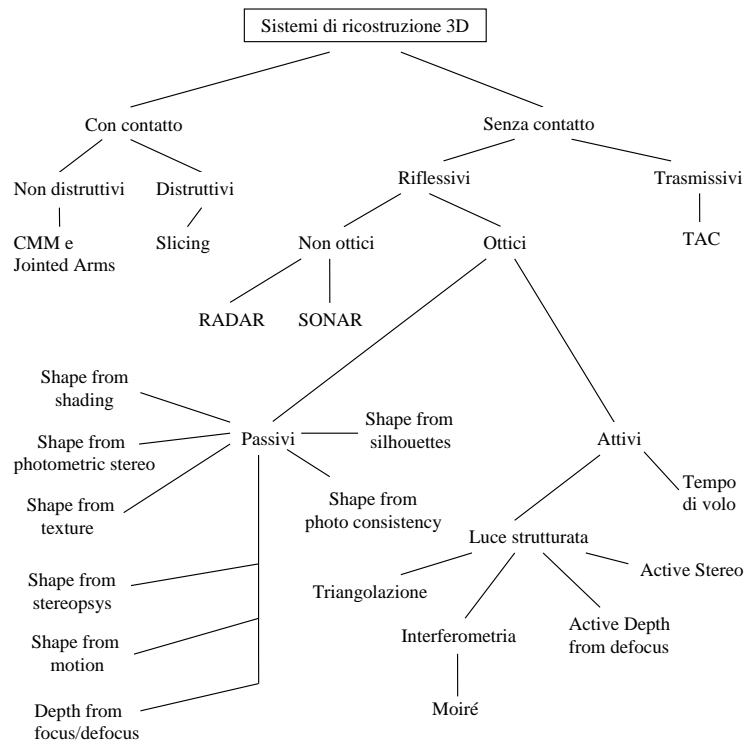 Sistemi di ricostruzione 3D
Con contatto
Senza contatto
Non distruttivi
Distruttivi
Riflessivi
Trasmissivi
CMM e
Jointed Arms
Slicing
Non ottici
Ottici
TAC
RADAR
SONAR
Shape from
shading
Shape from
photometric stereo
Shape from
texture
Passivi
Shape from
silhouettes
Shape from
photo consistency
Attivi
Tempo
di volo
Shape from
stereopsys
Shape from
motion
Depth from
focus/defocus
Luce strutturata
Triangolazione
Active Stereo
Interferometria
Active Depth
from defocus
Moiré